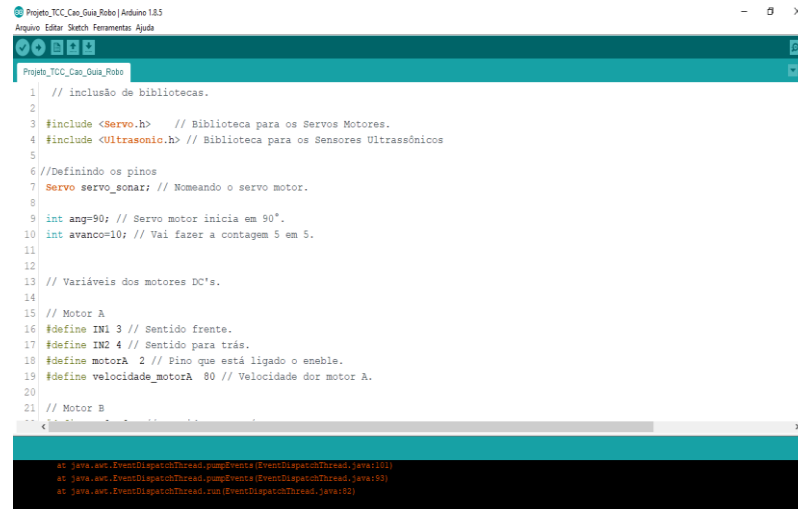 Projeto_TCC_Cao_Guia_Robo | Arduino 1.8.5
Arquivo Editar Sketch Ferramentas Ajuda
Projeto_TCC_Cao_Guia_Robo
1 // inclusão de bibliotecas.
2
3 #include <Servo.h> // Biblioteca para os Servos Motores.
4 #include <Ultrasonic.h> // Biblioteca para os Sensores Ultrassônicos
5
6 //Definindo os pinos
7 Servo servo_sonar; // Nomeando o servo motor.
8
9 int ang=90; // Servo motor inicia em 90°.
10 int avanco=10; // Vai fazer a contagem 5 em 5.
11
12
13 // Variáveis dos motores DC's.
14
15 // Motor A
16 #define IN1 3 // Sentido frente.
17 #define IN2 4 // Sentido para trás.
18 #define motorA 2 // Pino que está ligado o eneble.
19 #define velocidade_motorA 80 // Velocidade dor motor A.
20
21 // Motor B
at java.awt.EventDispatchThread.pumpEvents(EventDispatchThread.java:101)
at java.awt.EventDispatchThread.pumpEvents(EventDispatchThread.java:93)
at java.awt.EventDispatchThread.run(EventDispatchThread.java:82)